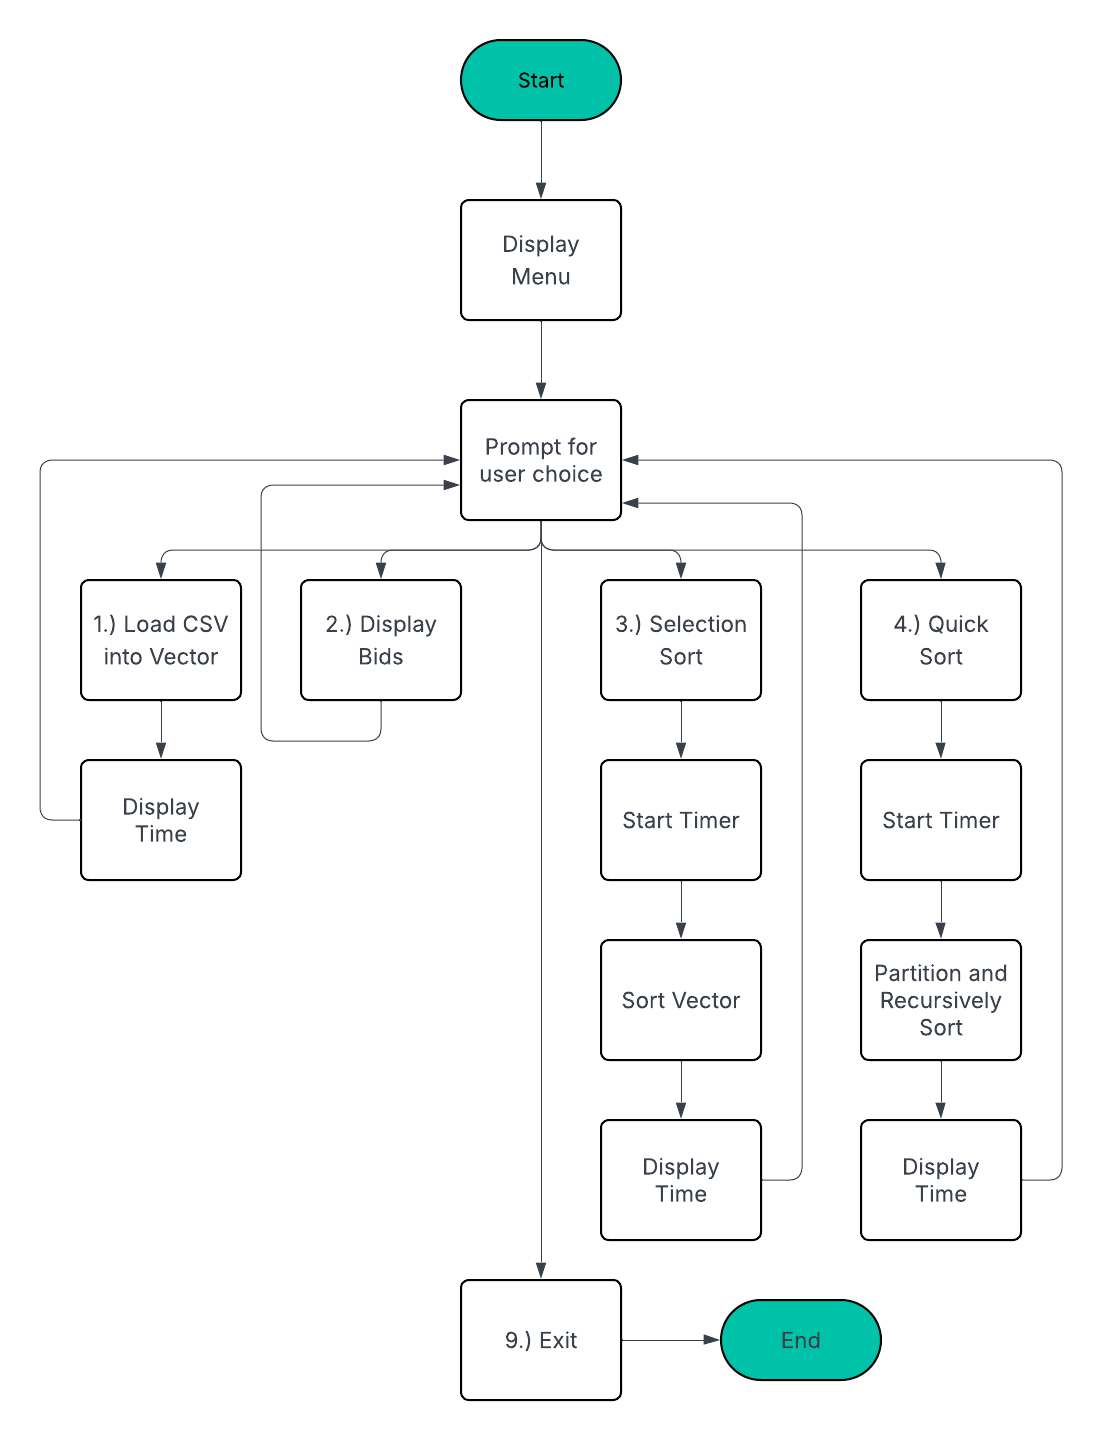 Start
Display
Menu
Prompt for
user choice
1.) Load CSV
into Vector
2.) Display
Bids
3.) Selection
Sort
4.) Quick
Sort
Display
Time
Start Timer
Start Timer
Sort Vector
Partition and
Recursively
Sort
Display
Time
Display
Time
9.) Exit
End